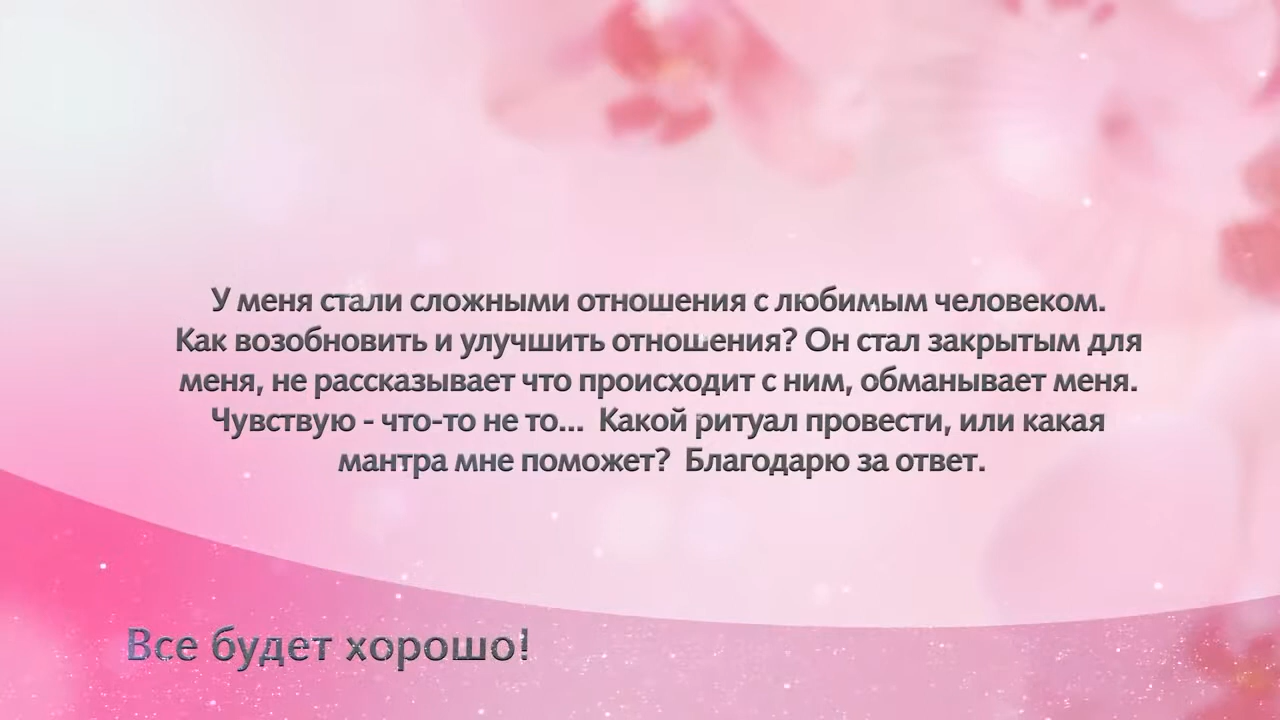 У меня стали сложными отношения с любимым человеком.
Как возобновить и улучшить отношения? Он стал закрытым для
меня, не рассказывает что происходит с ним, обманывает меня.
Чувствую - что-то не то... Какой ритуал провести, или какая
мантра мне поможет? Благодарю за ответ.
Все будет хорошо!